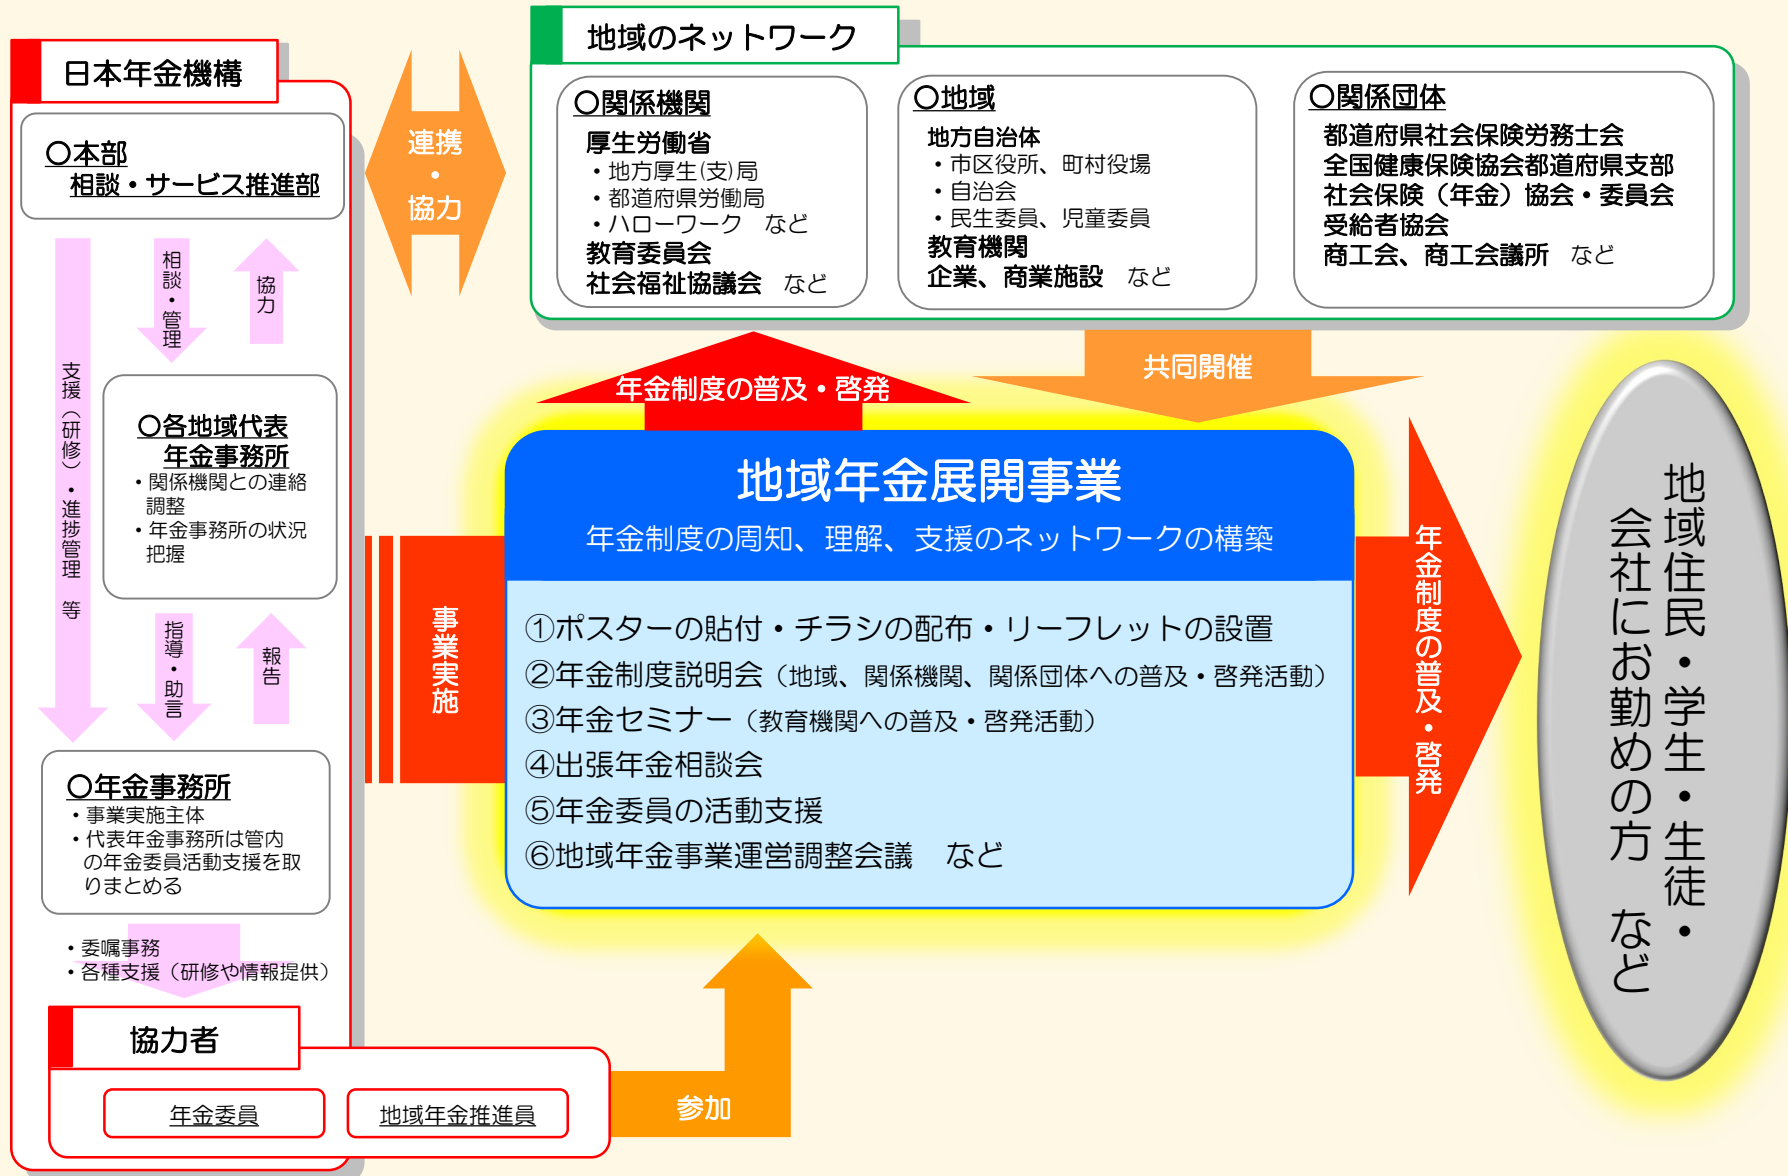 日本年金機構
〇本部
相談・サービス推進部
相談・管理
協力
支援（研修）・進捗管理　等
〇各地域代表
年金事務所
・関係機関との連絡
調整
・年金事務所の状況
把握
指導・助言
報告
〇年金事務所
・事業実施主体
・代表年金事務所は管内
の年金委員活動支援を取
りまとめる
・委嘱事務
・各種支援（研修や情報提供）
協力者
年金委員
地域年金推進員
連携
・
協力
地域のネットワーク
〇関係機関
厚生労働省
・地方厚生(支)局
・都道府県労働局
・ハローワーク　など
教育委員会
社会福祉協議会　など
〇地域
地方自治体
・市区役所、町村役場
・自治会
・民生委員、児童委員
教育機関
企業、商業施設　など
〇関係団体
都道府県社会保険労務士会
全国健康保険協会都道府県支部
社会保険（年金）協会・委員会
受給者協会
商工会、商工会議所　など
年金制度の普及・啓発
共同開催
事業実施
地域年金展開事業
年金制度の周知、理解、支援のネットワークの構築
①ポスターの貼付・チラシの配布・リーフレットの設置
②年金制度説明会（地域、関係機関、関係団体への普及・啓発活動）
③年金セミナー（教育機関への普及・啓発活動）
④出張年金相談会
⑤年金委員の活動支援
⑥地域年金事業運営調整会議　など
参加
年金制度の普及・啓発
地域住民・学生・生徒・
会社にお勤めの方　など